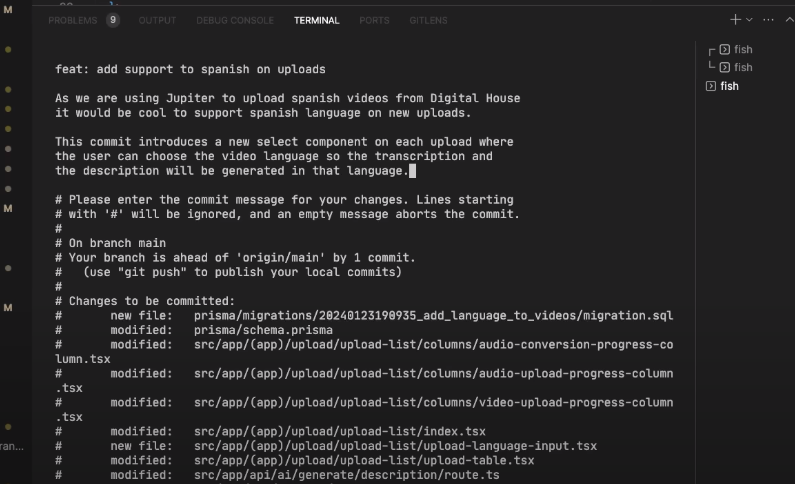 PROBLEMS 9 OUTPUT DEBUG CONSOLE TERMINAL PORTS GITLENS
feat: add support to spanish on uploads
As we are using Jupiter to upload spanish videos from Digital House
it would be cool to support spanish language on new uploads.
This commit introduces a new select component on each upload where
the user can choose the video language so the transcription and
the description will be generated in that language.
# Please enter the commit message for your changes. Lines starting
# with '#' will be ignored, and an empty message aborts the commit.
#
# On branch main
# Your branch is ahead of 'origin/main' by 1 commit.
#   (use "git push" to publish your local commits)
#
# Changes to be committed:
#       new file:   prisma/migrations/20240123190935_add_language_to_videos/migration.sql
#       modified:   prisma/schema.prisma
#       modified:   src/app/(app)/upload/upload-list/columns/audio-conversion-progress-co
lumn.tsx
#       modified:   src/app/(app)/upload/upload-list/columns/audio-upload-progress-column
.tsx
#       modified:   src/app/(app)/upload/upload-list/columns/video-upload-progress-column
.tsx
#       modified:   src/app/(app)/upload/upload-list/index.tsx
#       new file:   src/app/(app)/upload/upload-list/upload-language-input.tsx
#       modified:   src/app/(app)/upload/upload-list/upload-table.tsx
#       modified:   src/app/api/ai/generate/description/route.ts
fish
fish
fish
M
M
M
ran...